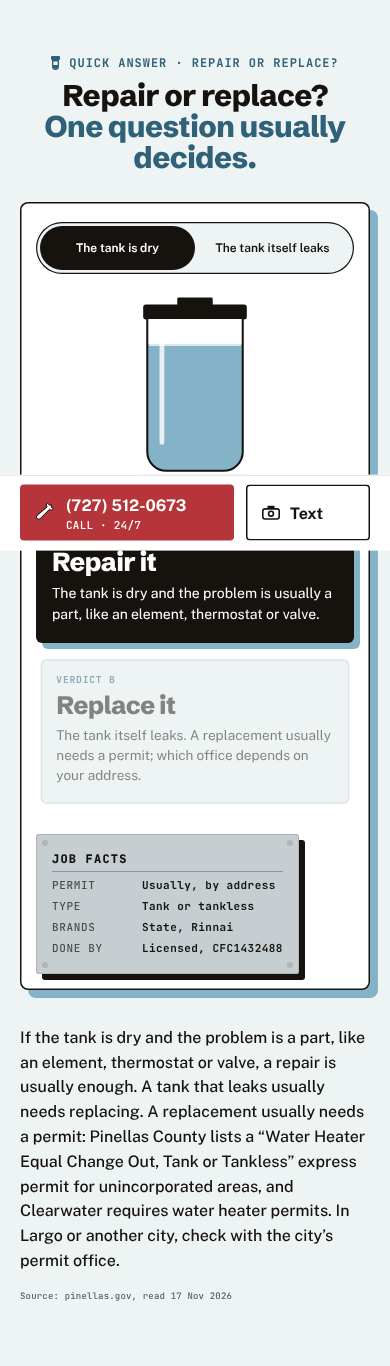 QUICK ANSWER · REPAIR OR REPLACE?
Repair or replace?
One question usually
decides.
The tank is dry
The tank itself leaks
(727) 512-0673
CALL · 24/7
Text
Repair it
The tank is dry and the problem is usually a
part, like an element, thermostat or valve.
VERDICT B
Replace it
The tank itself leaks. A replacement usually
needs a permit; which office depends on
your address.
JOB FACTS
PERMIT Usually, by address
TYPE Tank or tankless
BRANDS State, Rinnai
DONE BY Licensed, CFC1432488
If the tank is dry and the problem is a part, like
an element, thermostat or valve, a repair is
usually enough. A tank that leaks usually
needs replacing. A replacement usually needs
a permit: Pinellas County lists a “Water Heater
Equal Change Out, Tank or Tankless” express
permit for unincorporated areas, and
Clearwater requires water heater permits. In
Largo or another city, check with the city’s
permit office.
Source: pinellas.gov, read 17 Nov 2026